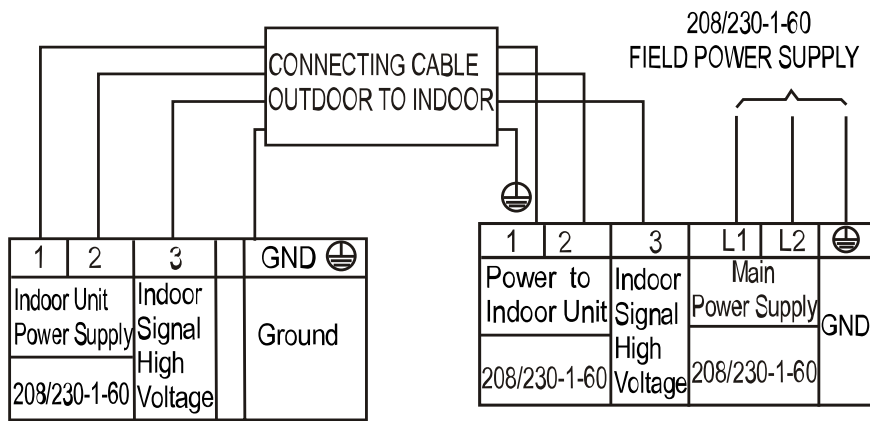 208/230-1-60
FIELD POWER SUPPLY
CONNECTING CABLE
OUTDOOR TO INDOOR
1 2 3 GND
Indoor Unit
Power Supply
208/230-1-60
Indoor
Signal
High
Voltage
Ground
1 2 3 L1 L2
Power to
Indoor Unit
208/230-1-60
Indoor
Signal
High
Voltage
Main
Power Supply
208/230-1-60
GND